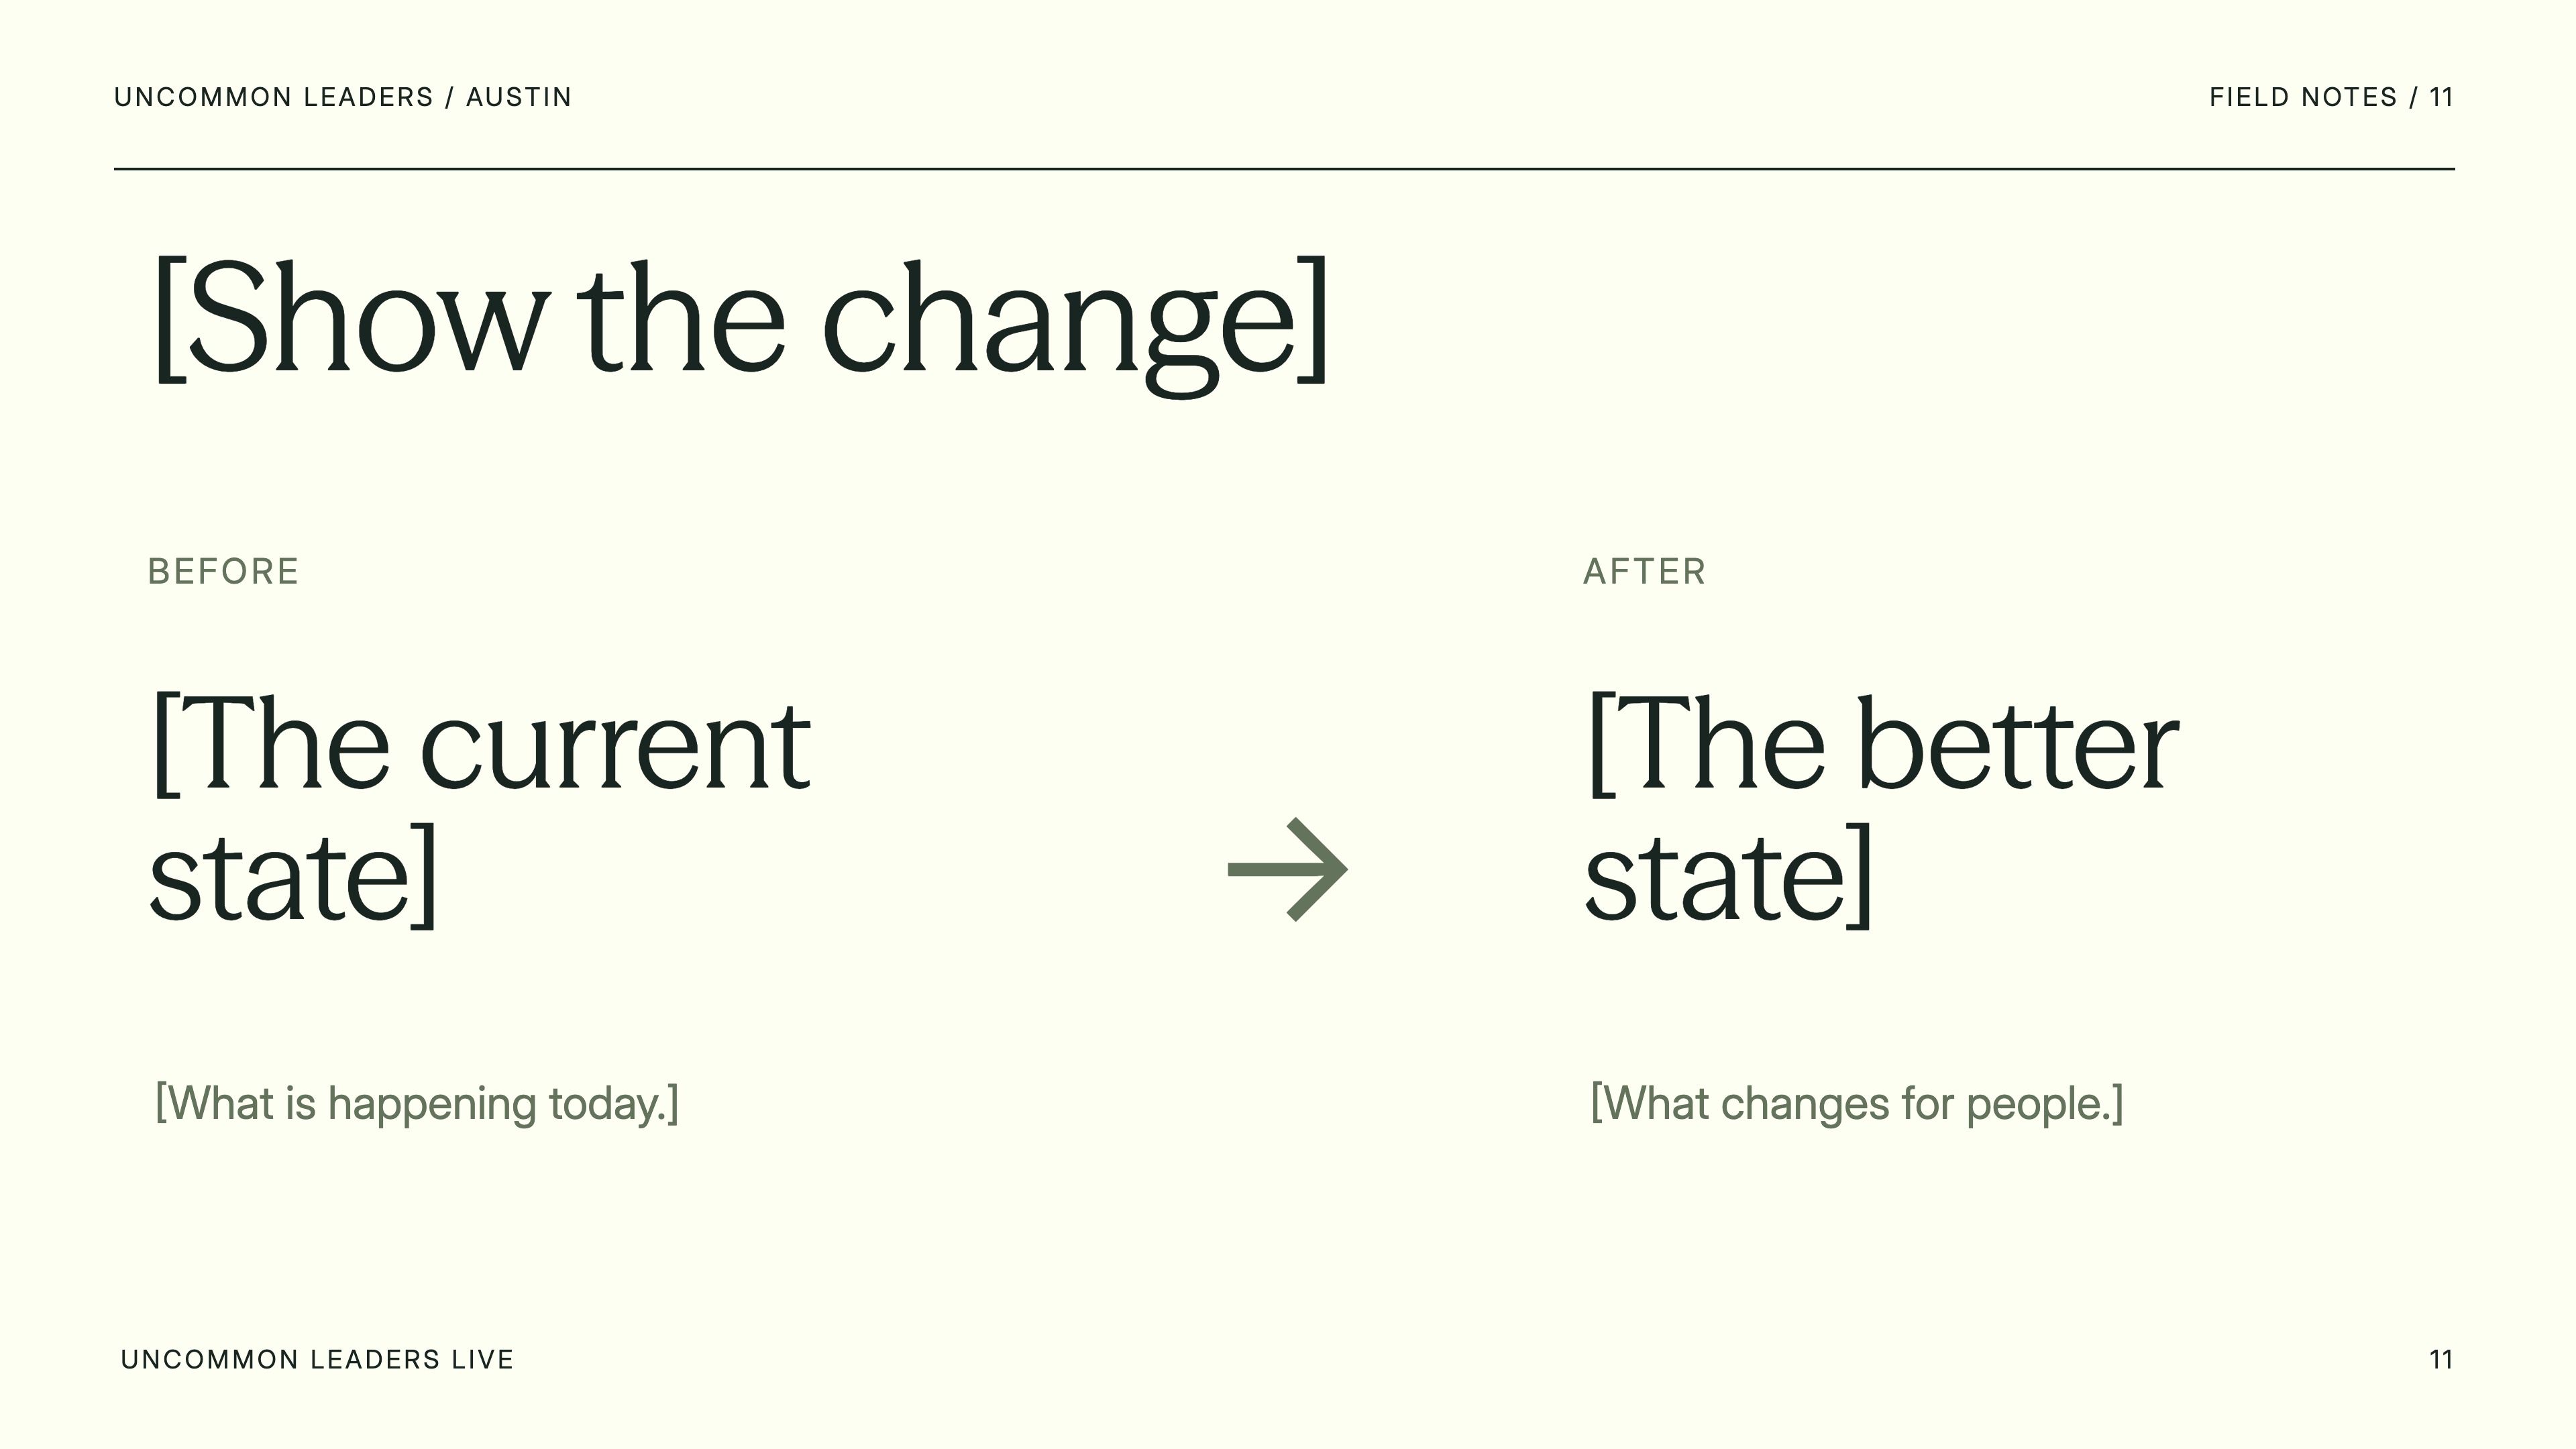 UNCOMMON LEADERS / AUSTIN
FIELD NOTES / 11
[Show the change]
BEFORE
[The current
state]
[What is happening today.]
→
AFTER
[The better
state]
[What changes for people.]
UNCOMMON LEADERS LIVE
11